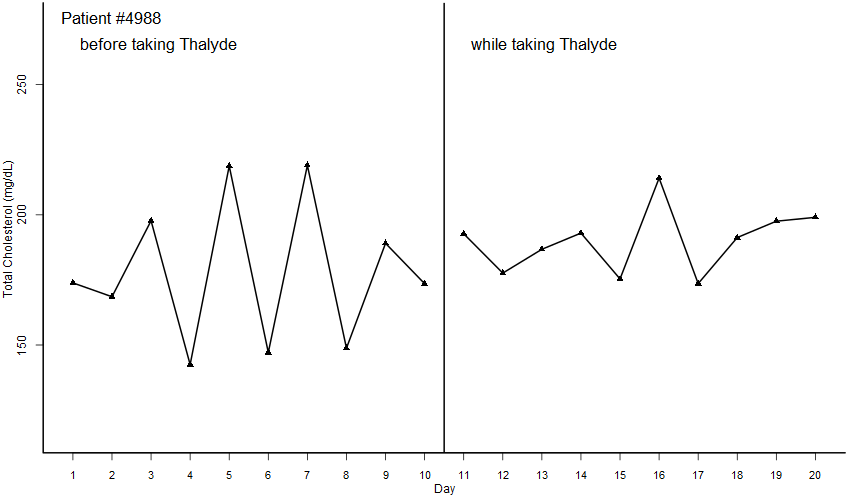 Patient #4988
before taking Thalyde
while taking Thalyde
Total Cholesterol (mg/dL)
250
200
150
1 2 3 4 5 6 7 8 9 10 11 12 13 14 15 16 17 18 19 20
Day